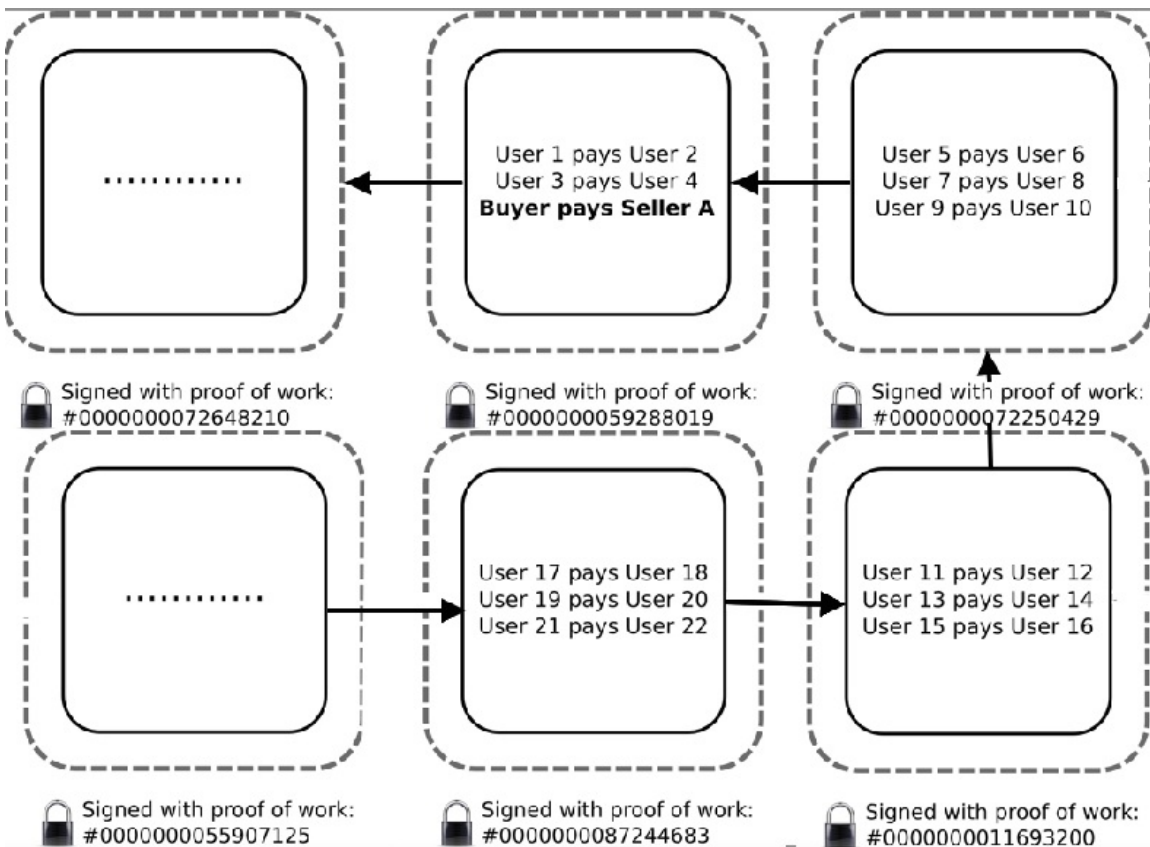 ............
User 1 pays User 2
User 3 pays User 4
Buyer pays Seller A
User 5 pays User 6
User 7 pays User 8
User 9 pays User 10
Signed with proof of work:
#0000000072648210
Signed with proof of work:
#0000000059288019
Signed with proof of work:
#0000000072250429
............
User 17 pays User 18
User 19 pays User 20
User 21 pays User 22
User 11 pays User 12
User 13 pays User 14
User 15 pays User 16
Signed with proof of work:
#0000000055907125
Signed with proof of work:
#0000000087244683
Signed with proof of work:
#0000000011693200